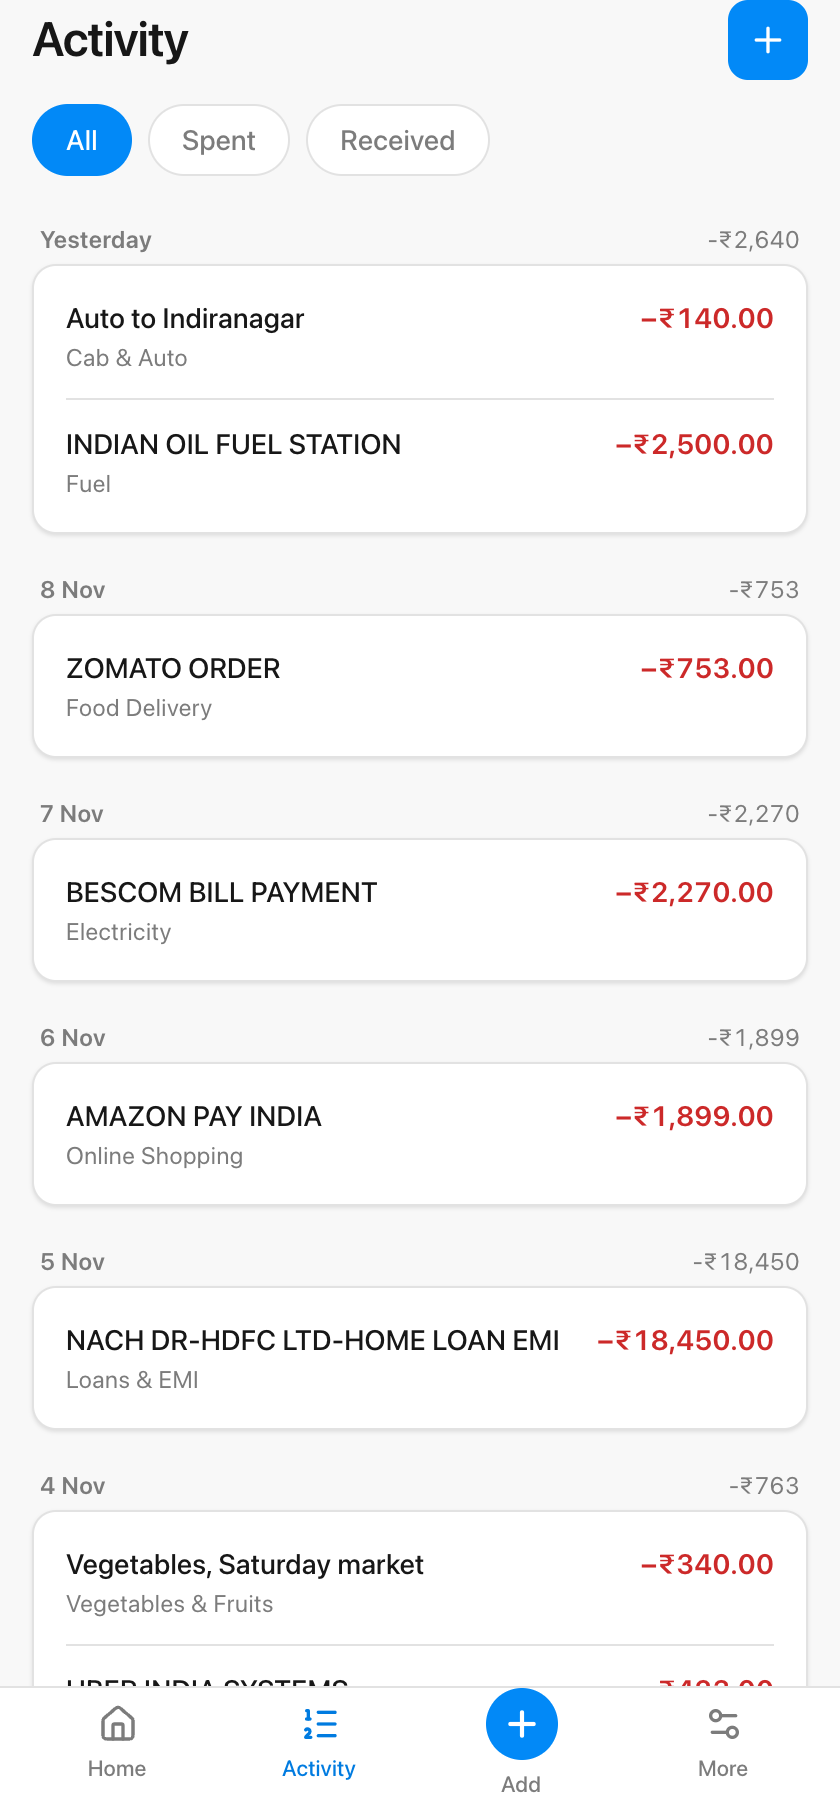 Activity
All
Spent
Received
Yesterday
-₹2,640
Auto to Indiranagar
−₹140.00
Cab & Auto
INDIAN OIL FUEL STATION
−₹2,500.00
Fuel
8 Nov
-₹753
ZOMATO ORDER
−₹753.00
Food Delivery
7 Nov
-₹2,270
BESCOM BILL PAYMENT
−₹2,270.00
Electricity
6 Nov
-₹1,899
AMAZON PAY INDIA
−₹1,899.00
Online Shopping
5 Nov
-₹18,450
NACH DR-HDFC LTD-HOME LOAN EMI
−₹18,450.00
Loans & EMI
4 Nov
-₹763
Vegetables, Saturday market
−₹340.00
Vegetables & Fruits
UBER INDIA SYSTEMS
Home
Activity
Add
More